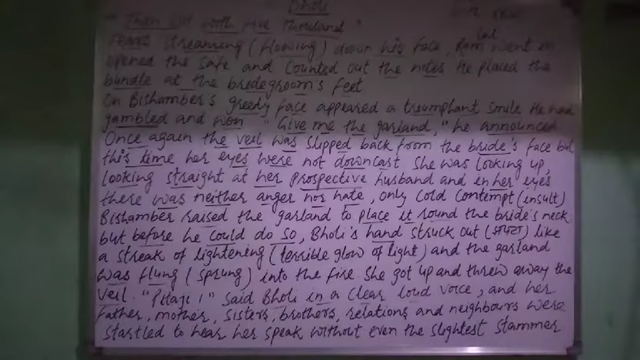 Bholi
" Then wit worth five Thousand "
Tears streaming (flowing) down his face, Ram Lal went in
opened the safe and counted out the notes He placed the
bundle at the bridegroom's feet
On Bishamber's greedy face appeared a triumphant smile He had
gambled and won "Give me the garland," he announced
Once again the veil was slipped back from the bride's face but
this time her eyes were not downcast She was looking up,
looking straight at her prospective husband and in her eyes
there was neither anger nor hate, only cold contempt (insult)
Bishamber raised the garland to place it round the bride's neck
but before he could do so, Bholi's hand struck out (झपटा) like
a streak of lightening (terrible glow of light) and the garland
was flung (sprung) into the fire She got up and threw away the
veil. "Pitaji!" said Bholi in a clear loud voice, and her
father, mother, sisters, brothers, relations and neighbours were
startled to hear her speak without even the slightest stammer